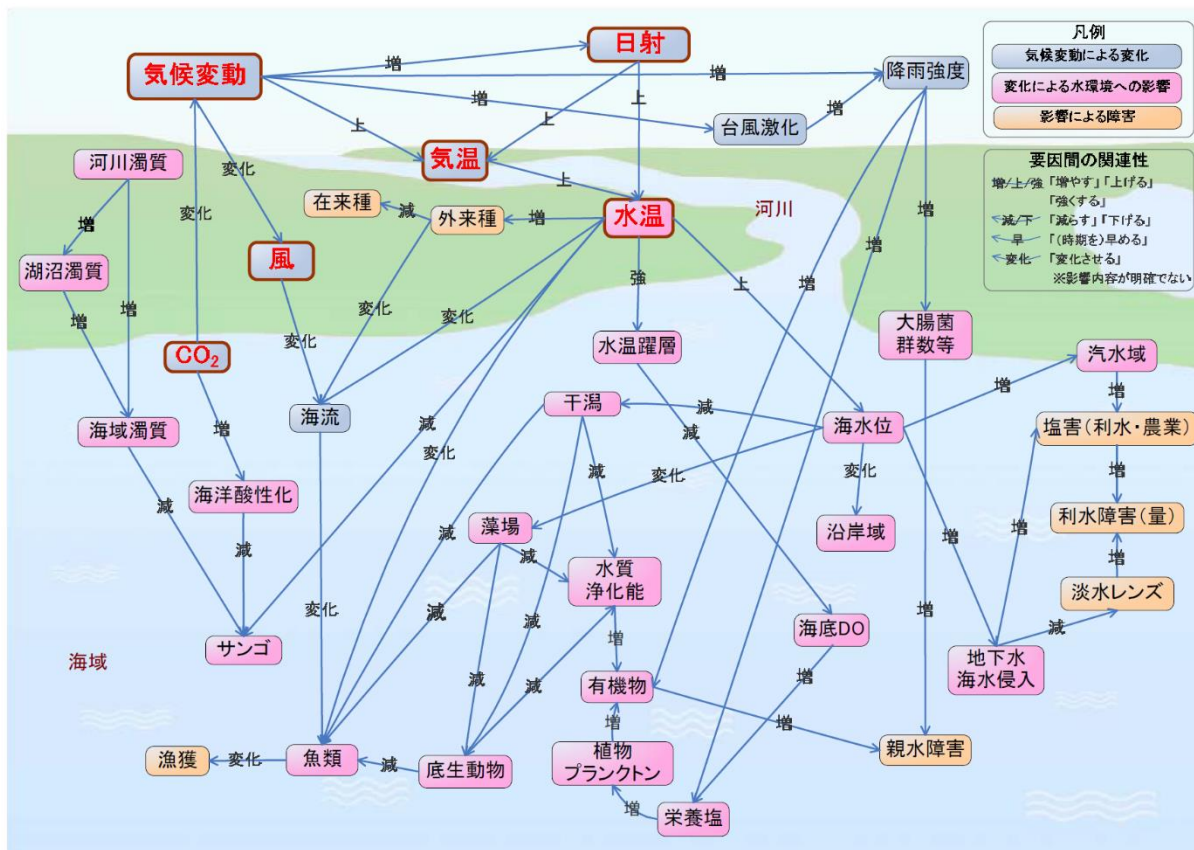 凡例
気候変動による変化
変化による水環境への影響
影響による障害
要因間の関連性
増/上/強 「増やす」「上げる」
「強くする」
減/下 「減らす」「下げる」
早 「(時期を)早める」
変化 「変化させる」
※影響内容が明確でない
日射
気候変動
増
増
増
降雨強度
上
上
上
増
台風激化
気温
上
河川濁質
変化
変化
在来種
減
外来種
増
水温
河川
増
増
湖沼濁質
風
増
増
強
上
増
増
変化
変化
変化
水温躍層
大腸菌
群数等
汽水域
CO₂
増
海流
干潟
減
減
海水位
増
増
海域濁質
増
減
変化
塩害(利水・農業)
変化
変化
減
増
海洋酸性化
藻場
沿岸域
利水障害(量)
減
減
減
水質
浄化能
増
増
淡水レンズ
変化
減
減
減
増
海底DO
増
減
サンゴ
地下水
海水侵入
海域
減
減
有機物
増
増
増
漁獲
変化
魚類
減
底生動物
植物
プランクトン
親水障害
増
栄養塩